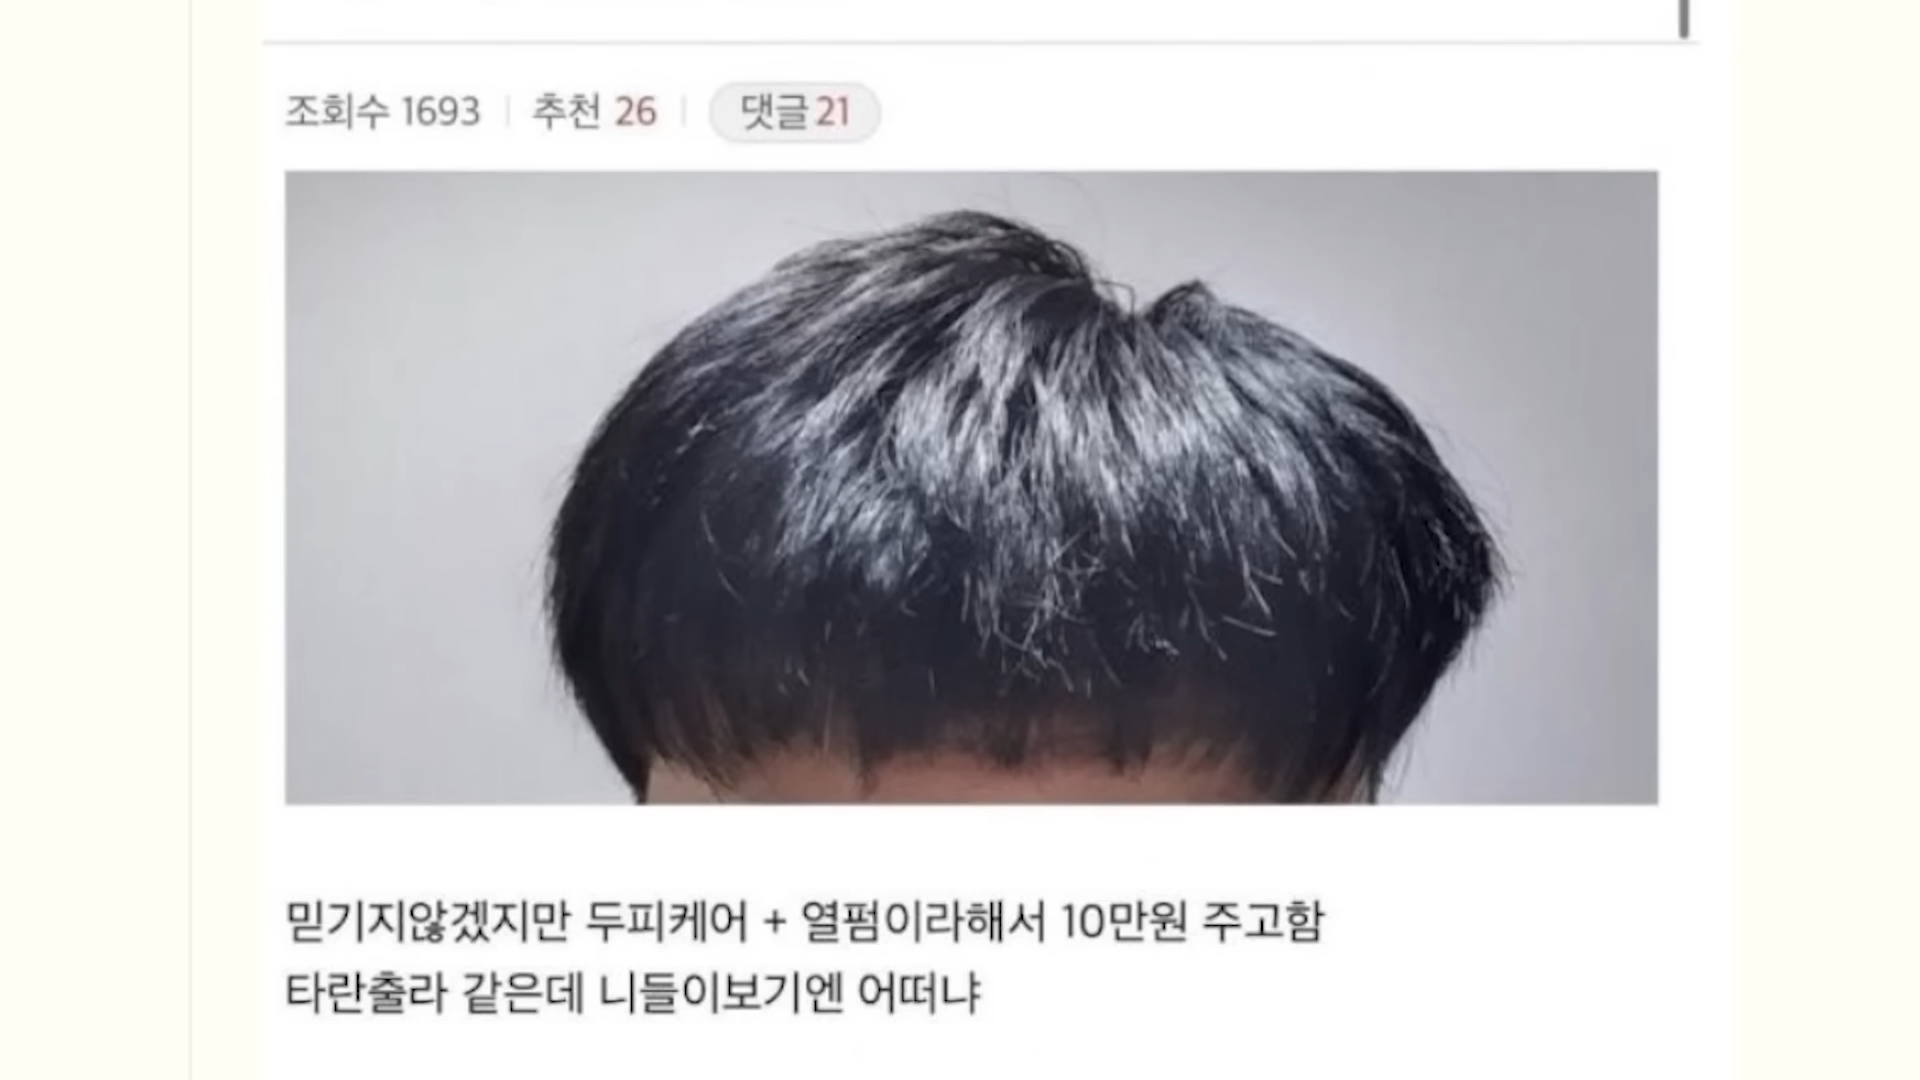 조회수 1693 추천 26 댓글 21
믿기지않겠지만 두피케어 + 열펌이라해서 10만원 주고함
타란출라 같은데 니들이보기엔 어떠냐